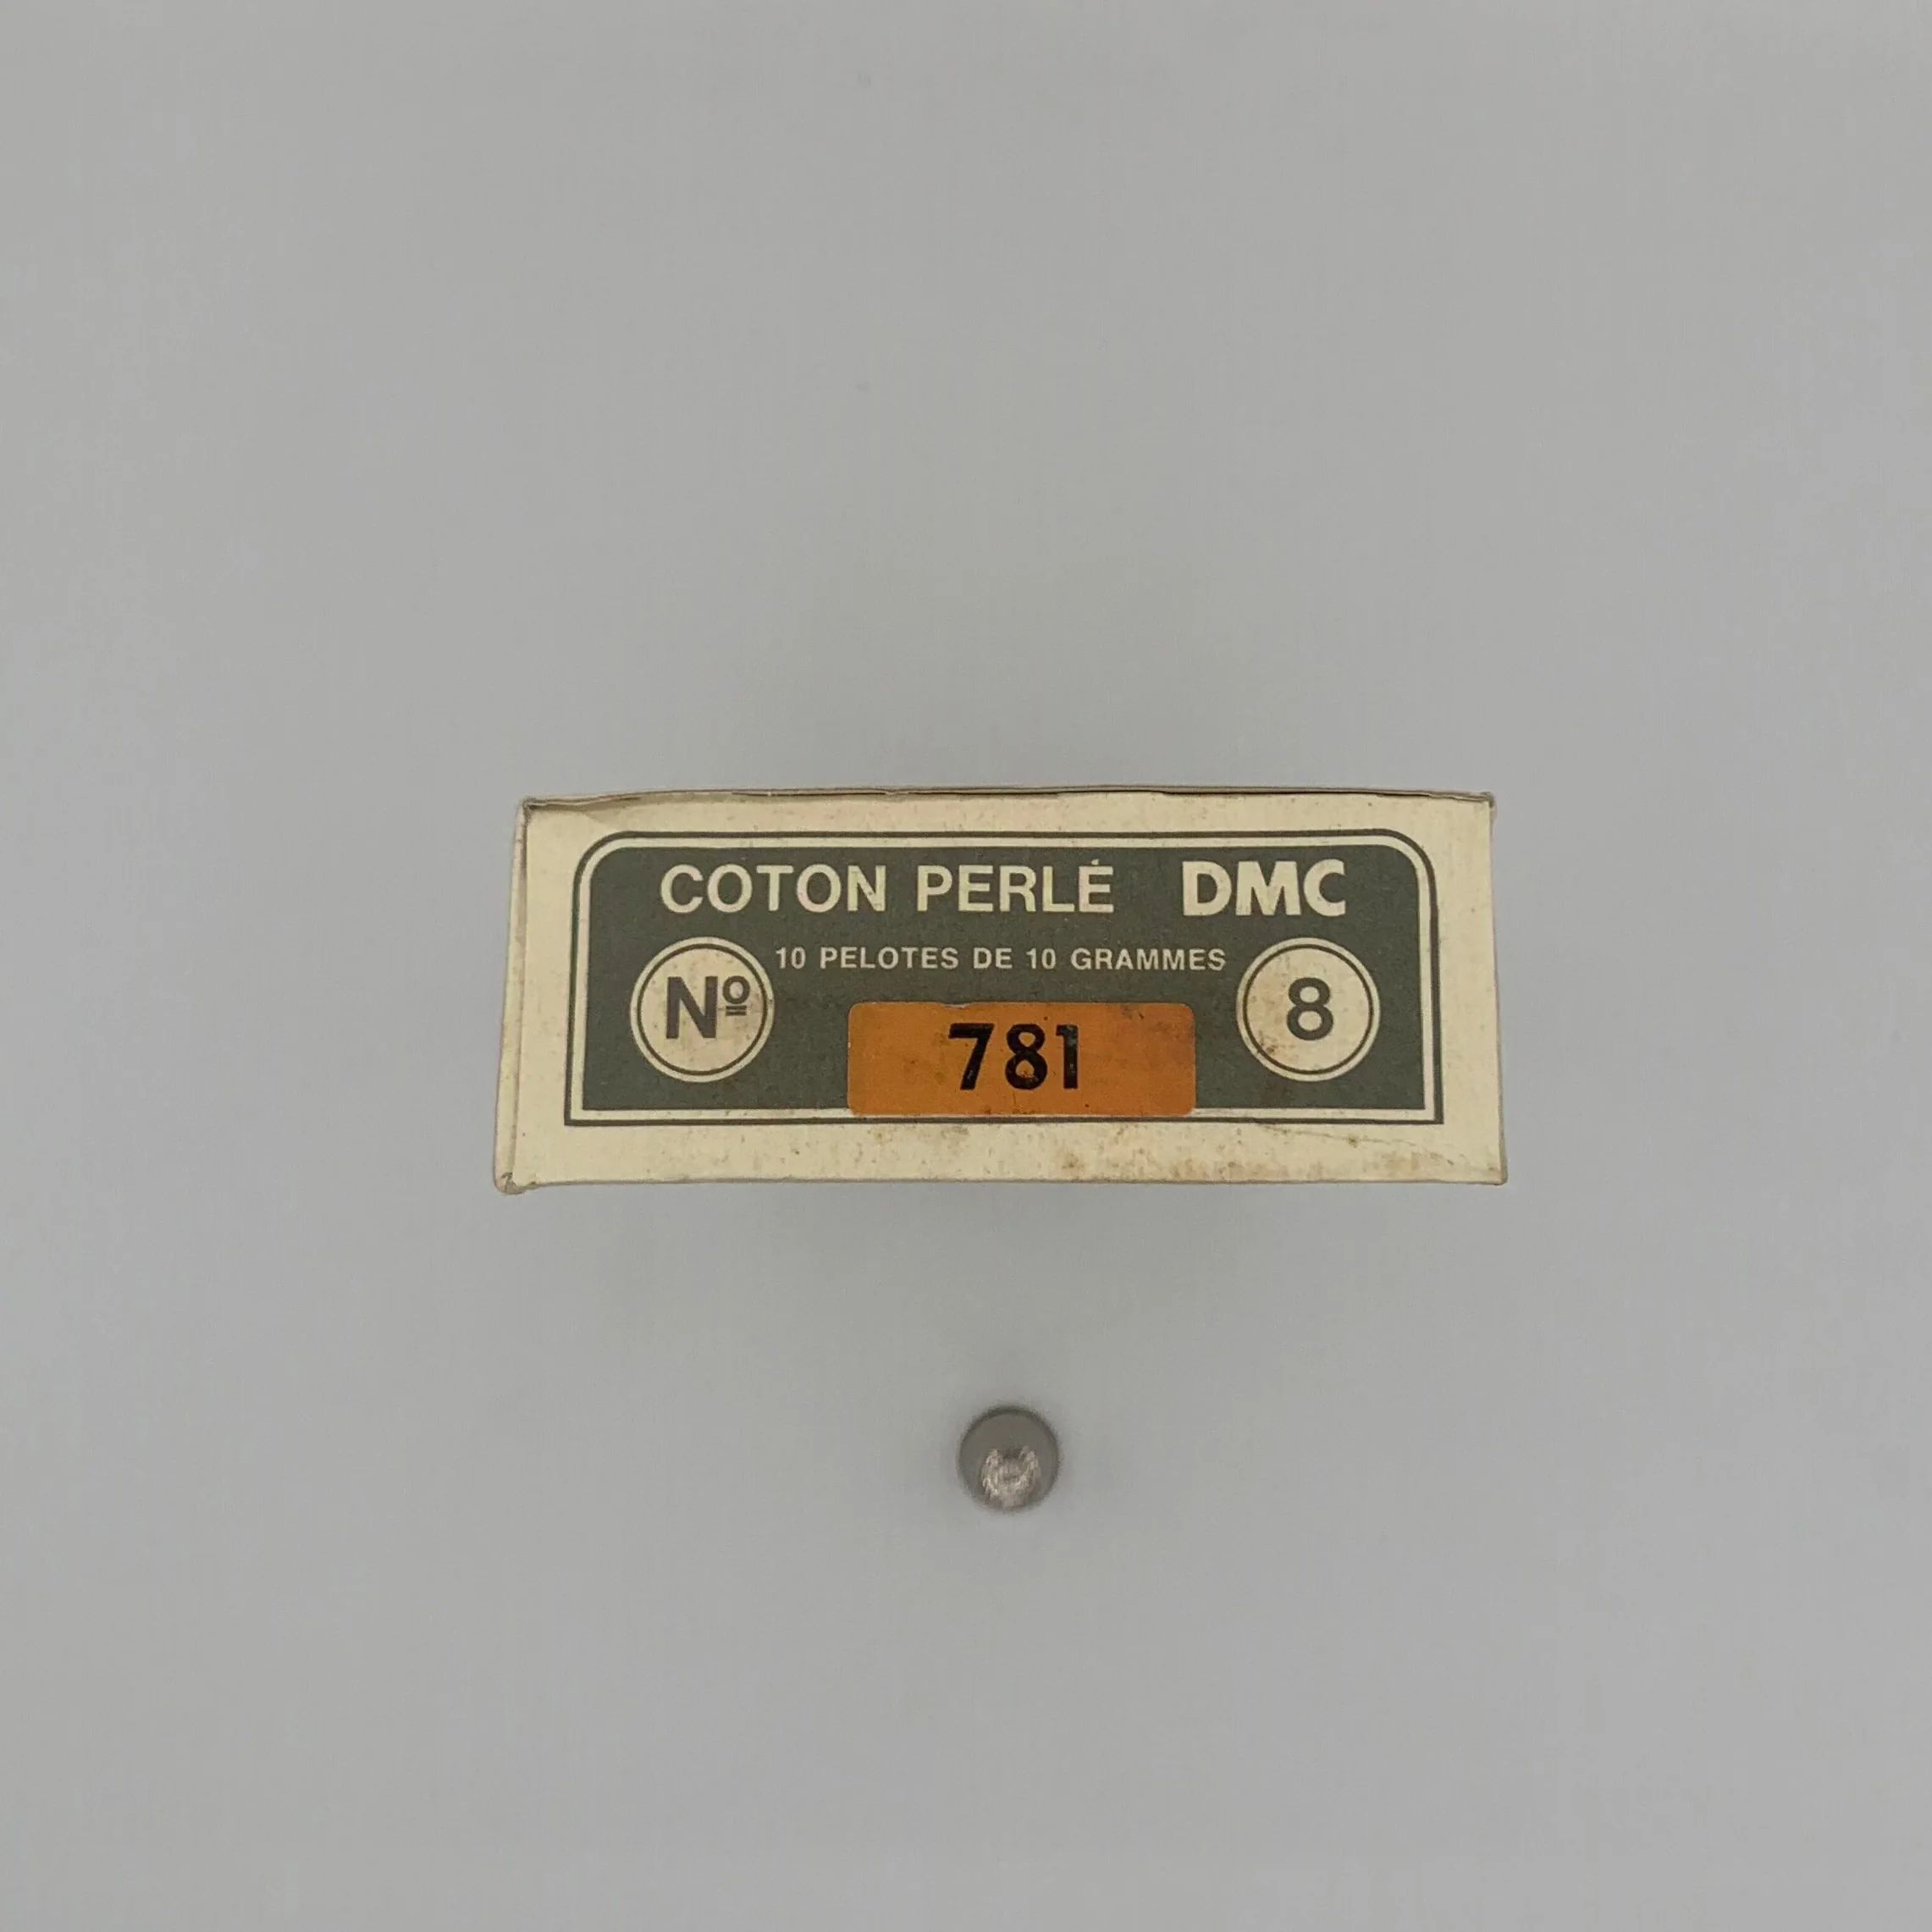 COTON PERLÉ DMC
10 PELOTES DE 10 GRAMMES
Nº 8
781